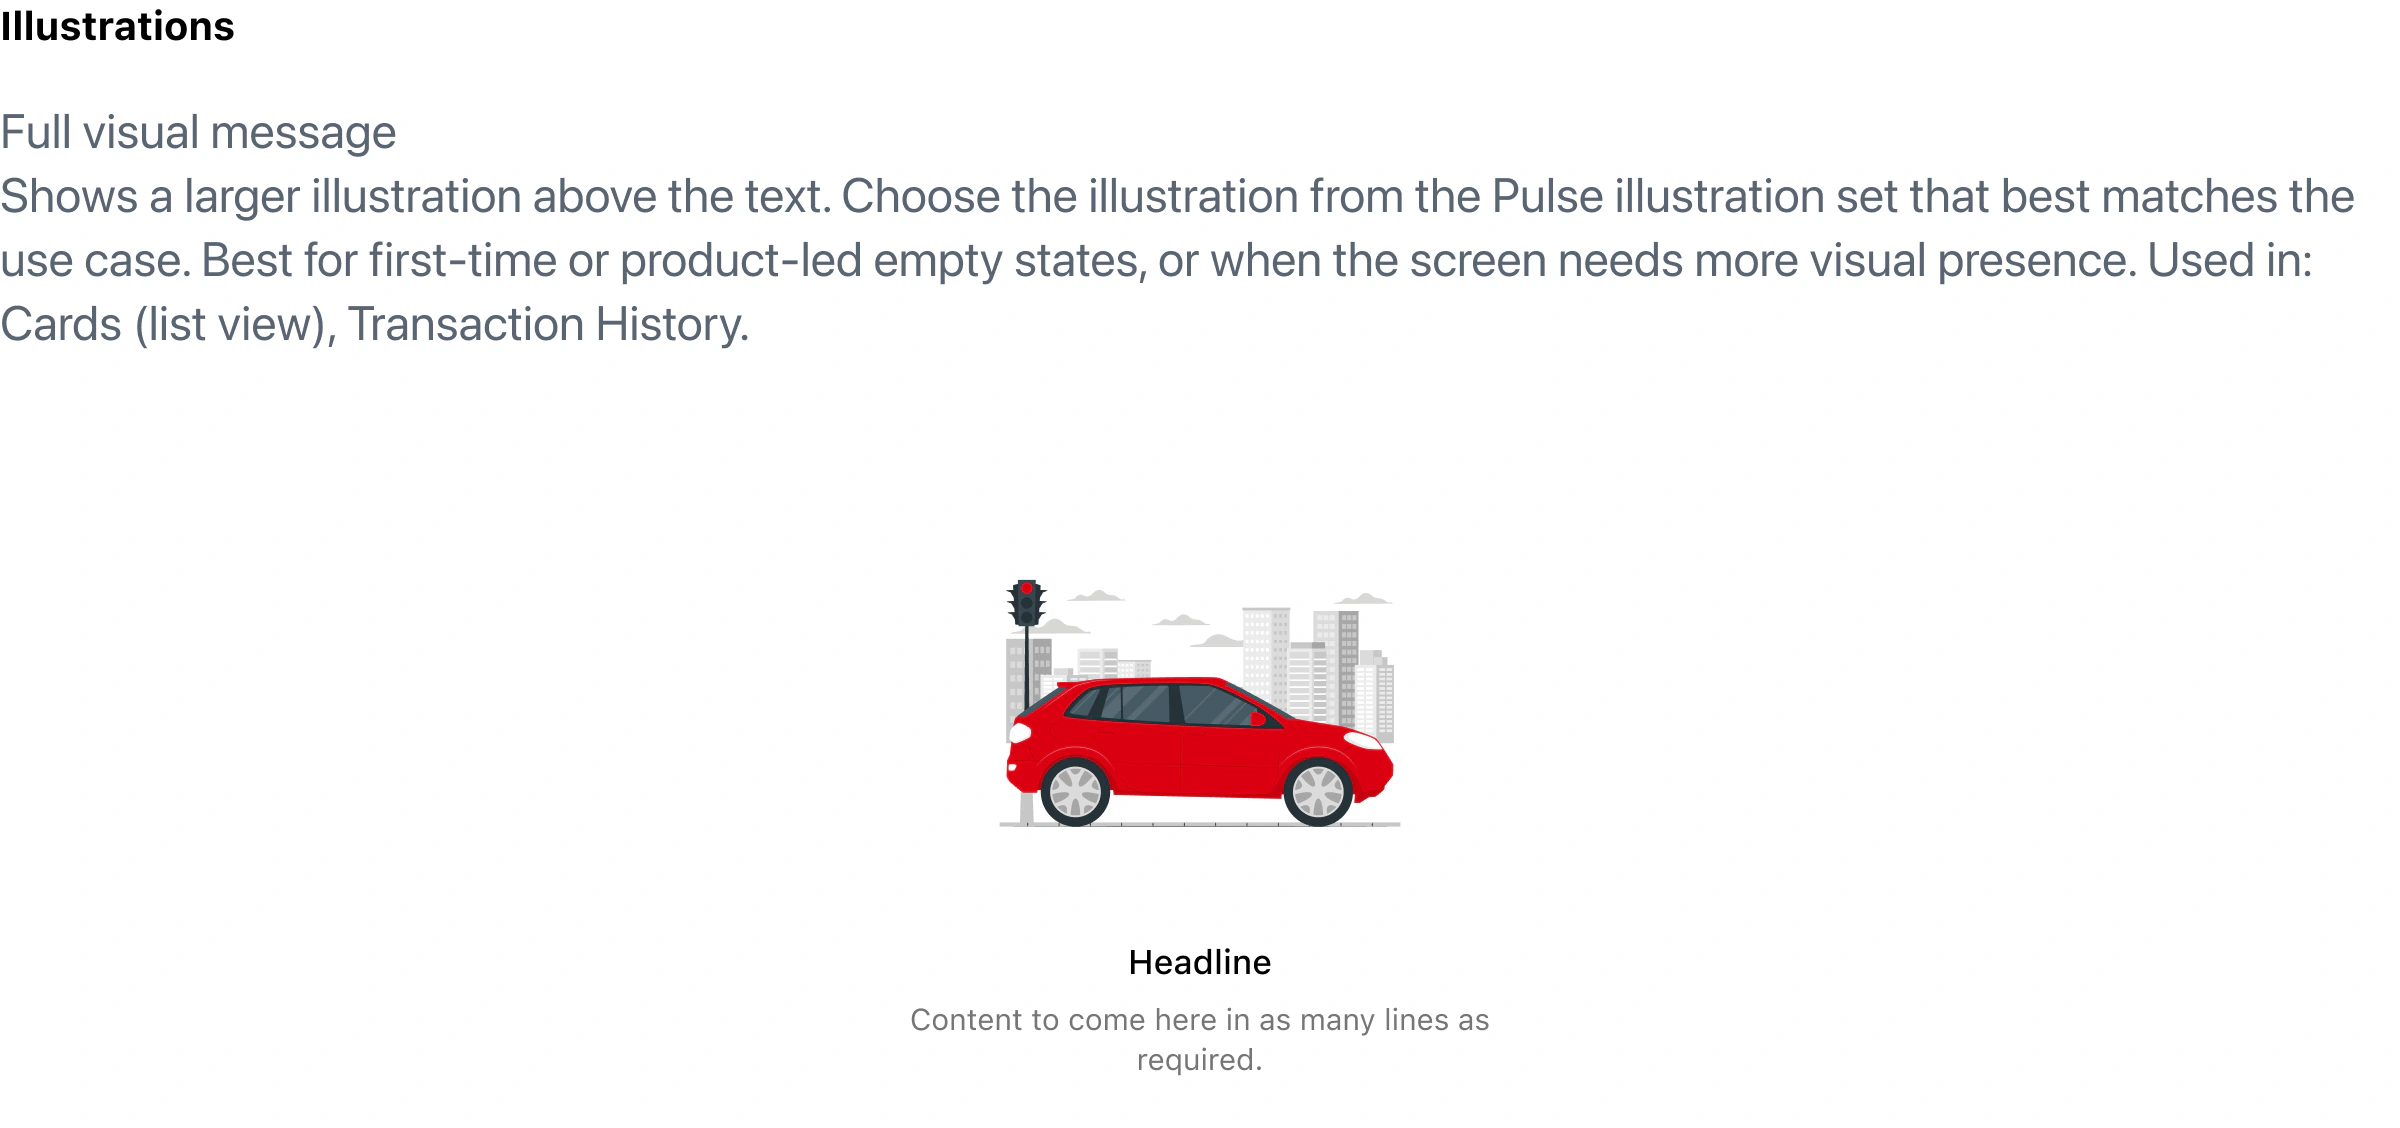 Illustrations
Full visual message
Shows a larger illustration above the text. Choose the illustration from the Pulse illustration set that best matches the
use case. Best for first-time or product-led empty states, or when the screen needs more visual presence. Used in:
Cards (list view), Transaction History.
Headline
Content to come here in as many lines as
required.